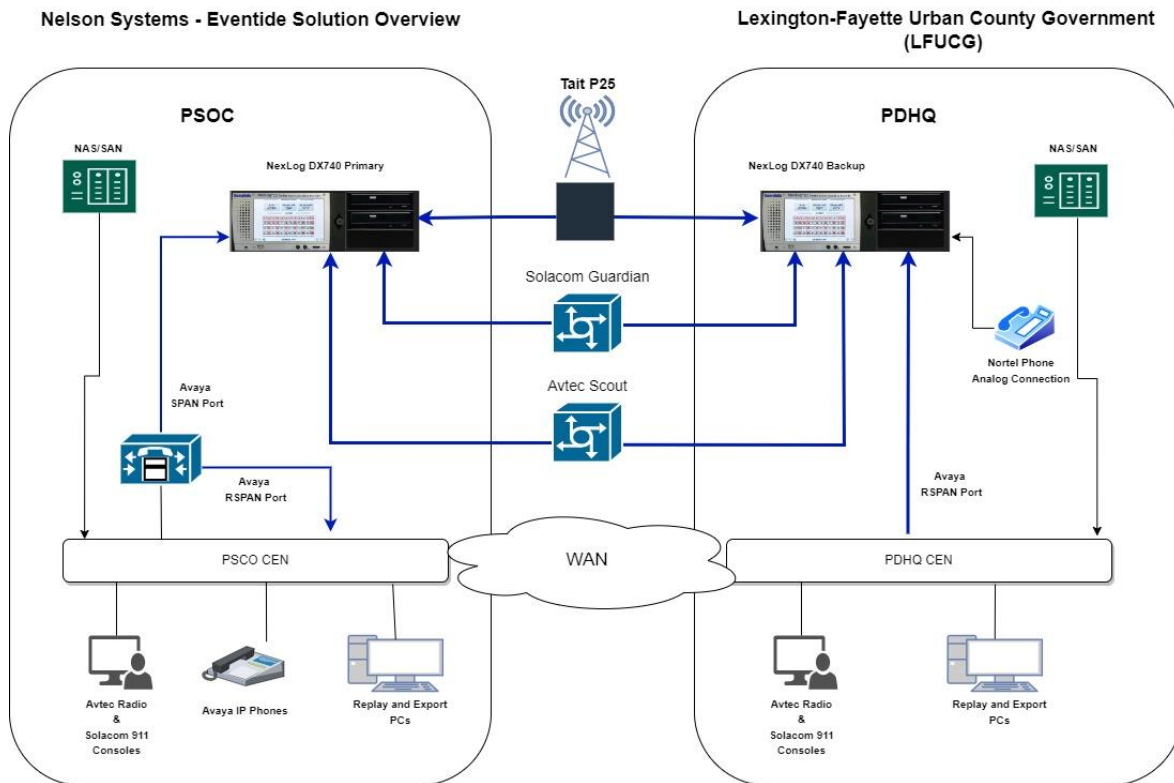 Nelson Systems - Eventide Solution Overview
Lexington-Fayette Urban County Government
(LFUCG)
PSOC
Tait P25
PDHQ
NAS/SAN
NexLog DX740 Primary
NexLog DX740 Backup
NAS/SAN
Solacom Guardian
Nortel Phone
Analog Connection
Avtec Scout
Avaya
SPAN Port
Avaya
RSPAN Port
Avaya
RSPAN Port
PSCO CEN
WAN
PDHQ CEN
Avtec Radio
&
Solacom 911
Consoles
Avaya IP Phones
Replay and Export
PCs
Avtec Radio
&
Solacom 911
Consoles
Replay and Export
PCs